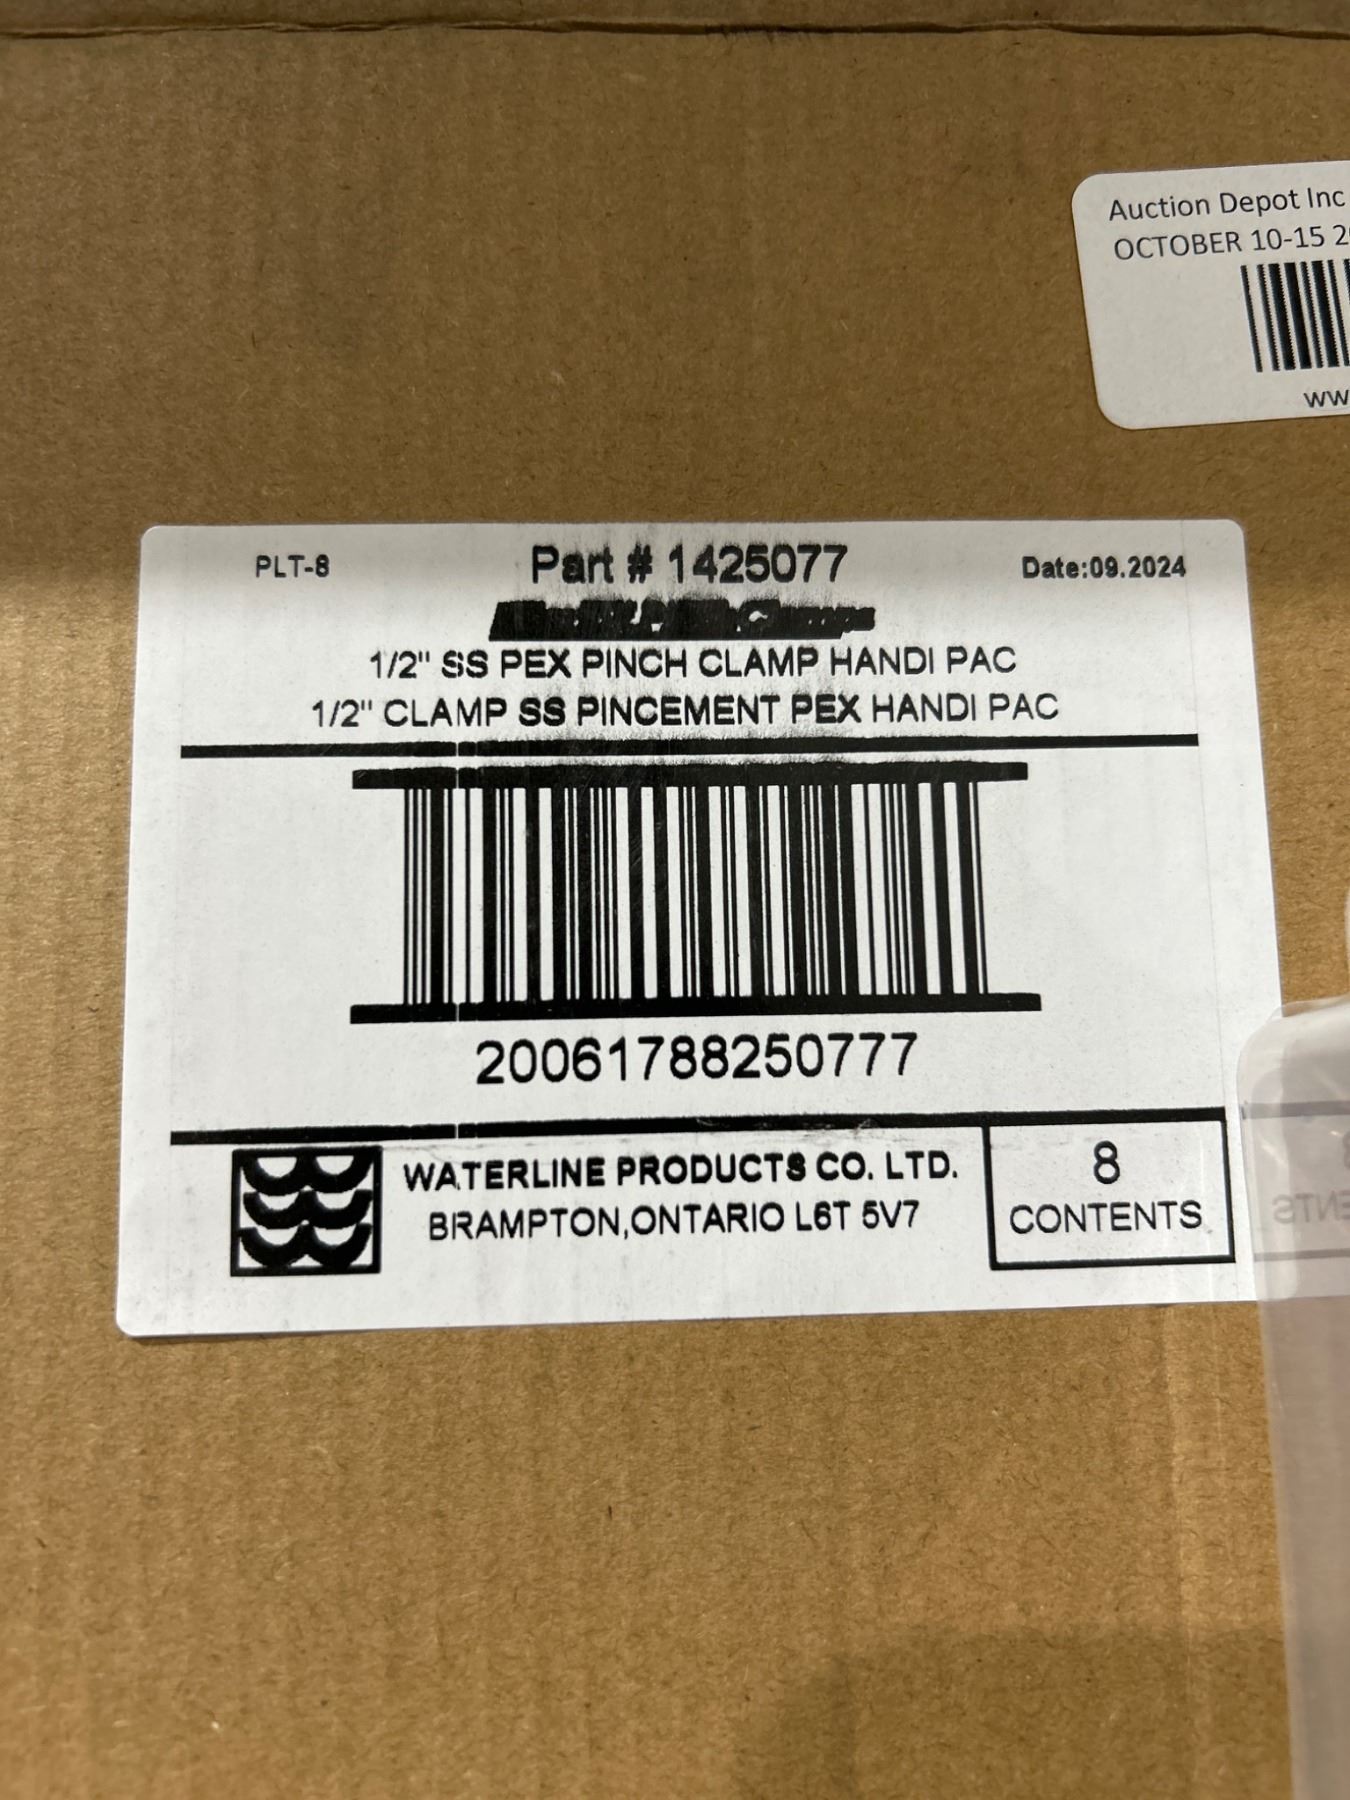 Auction Depot Inc
OCTOBER 10-15 2
ww
PLT-8
Part # 1425077
Date:09.2024
1/2" SS PEX PINCH CLAMP HANDI PAC
1/2" CLAMP SS PINCEMENT PEX HANDI PAC
20061788250777
WATERLINE PRODUCTS CO. LTD.
BRAMPTON,ONTARIO L6T 5V7
8
CONTENTS